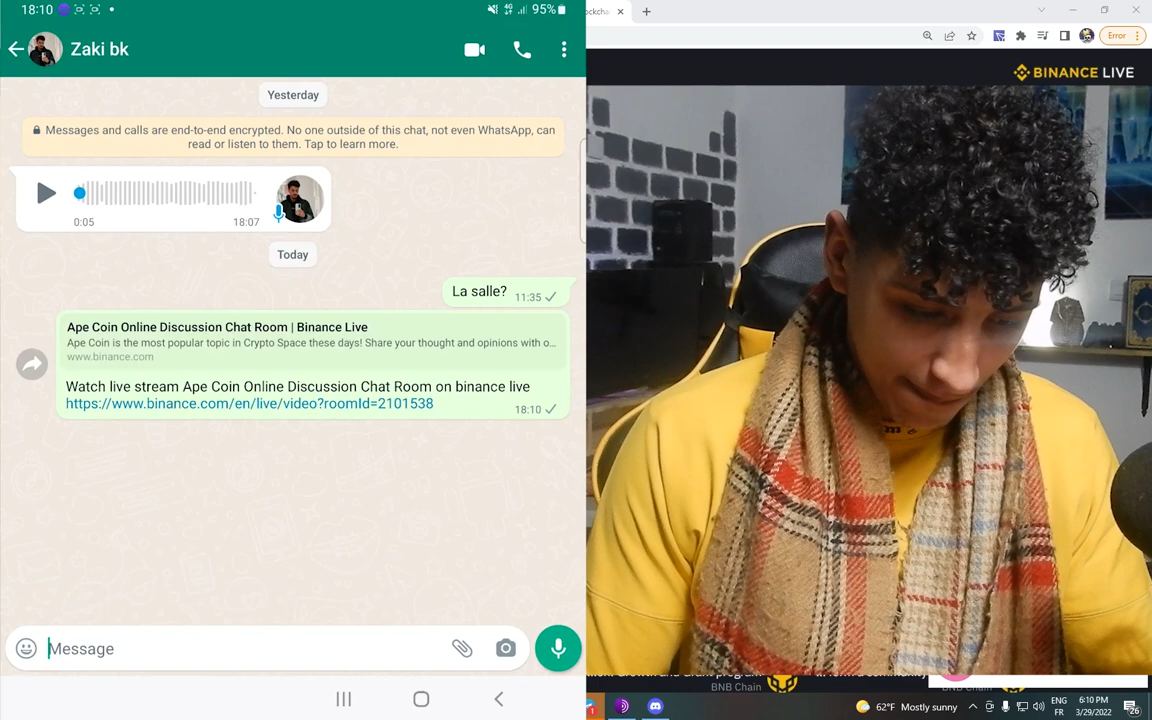 18:10
95%
Zaki bk
Yesterday
Messages and calls are end-to-end encrypted. No one outside of this chat, not even WhatsApp, can
read or listen to them. Tap to learn more.
0:05
18:07
Today
La salle?
11:35
Ape Coin Online Discussion Chat Room | Binance Live
Ape Coin is the most popular topic in Crypto Space these days! Share your thought and opinions with o...
www.binance.com
Watch live stream Ape Coin Online Discussion Chat Room on binance live
https://www.binance.com/en/live/video?roomId=2101538
18:10
Message
Error
BINANCE LIVE
BNB Chain
BNB Chain
62°F Mostly sunny
ENG
FR
6:10 PM
3/29/2022
26